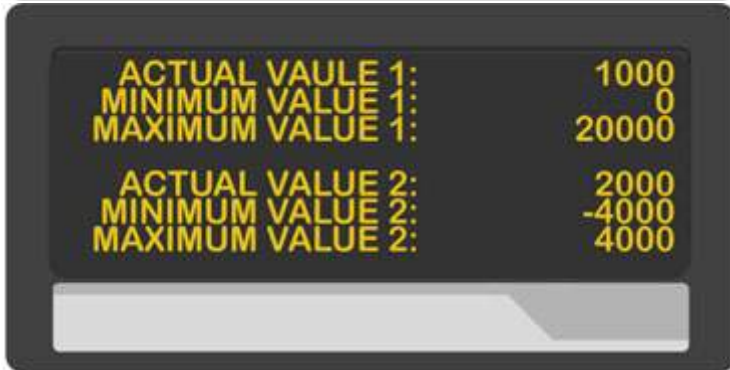 ACTUAL VAULE 1: 1000
MINIMUM VALUE 1: 0
MAXIMUM VALUE 1: 20000
ACTUAL VALUE 2: 2000
MINIMUM VALUE 2: -4000
MAXIMUM VALUE 2: 4000